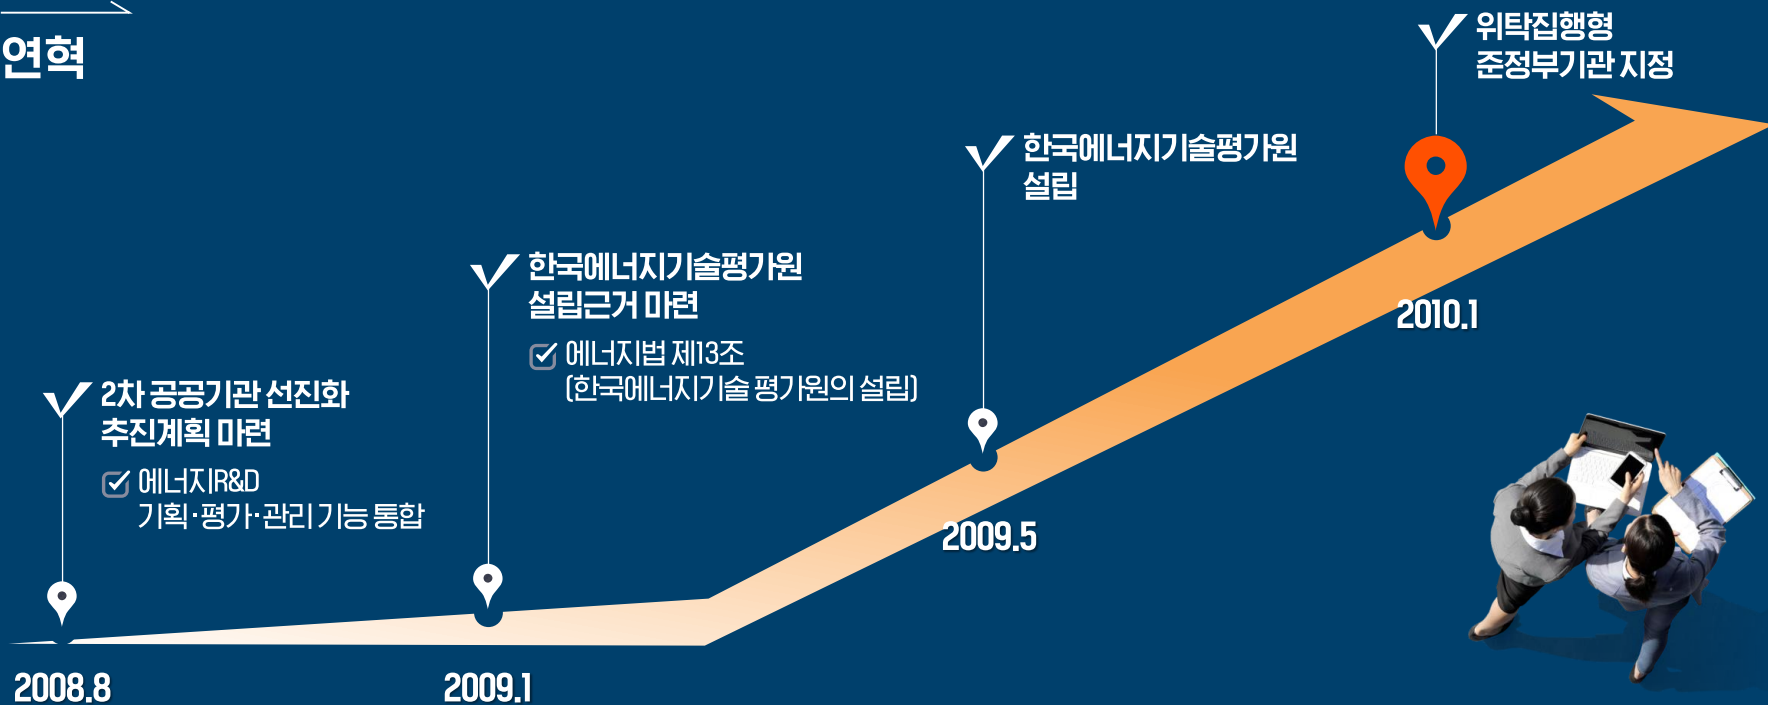 연혁
위탁집행형
준정부기관 지정
2010.1
한국에너지기술평가원
설립
2009.5
한국에너지기술평가원
설립근거 마련
에너지법 제13조
(한국에너지기술 평가원의 설립)
2009.1
2차 공공기관 선진화
추진계획 마련
에너지R&D
기획·평가·관리 기능 통합
2008.8